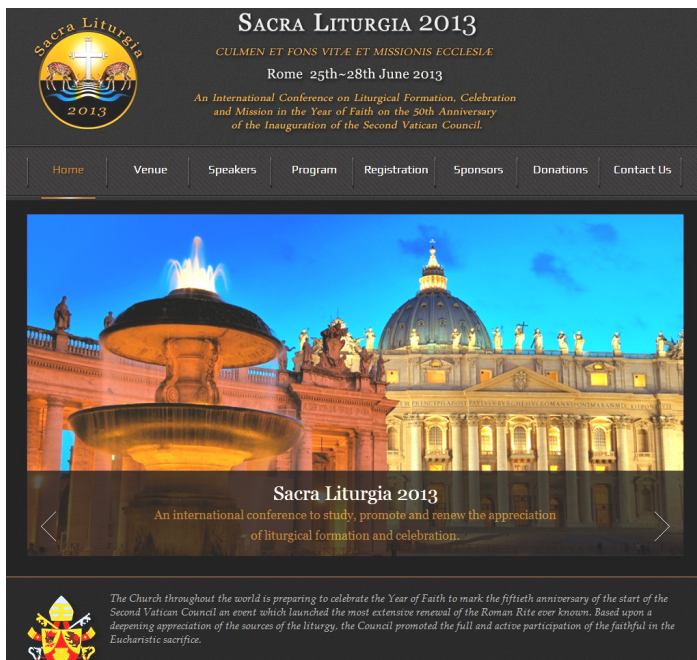 Sacra Liturgia
2013
Sacra Liturgia 2013
CULMEN ET FONS VITÆ ET MISSIONIS ECCLESLÆ
Rome 25th~28th June 2013
An International Conference on Liturgical Formation, Celebration
and Mission in the Year of Faith on the 50th Anniversary
of the Inauguration of the Second Vatican Council.
Home Venue Speakers Program Registration Sponsors Donations Contact Us
Sacra Liturgia 2013
An international conference to study, promote and renew the appreciation
of liturgical formation and celebration.
The Church throughout the world is preparing to celebrate the Year of Faith to mark the fiftieth anniversary of the start of the
Second Vatican Council an event which launched the most extensive renewal of the Roman Rite ever known. Based upon a
deepening appreciation of the sources of the liturgy, the Council promoted the full and active participation of the faithful in the
Eucharistic sacrifice.